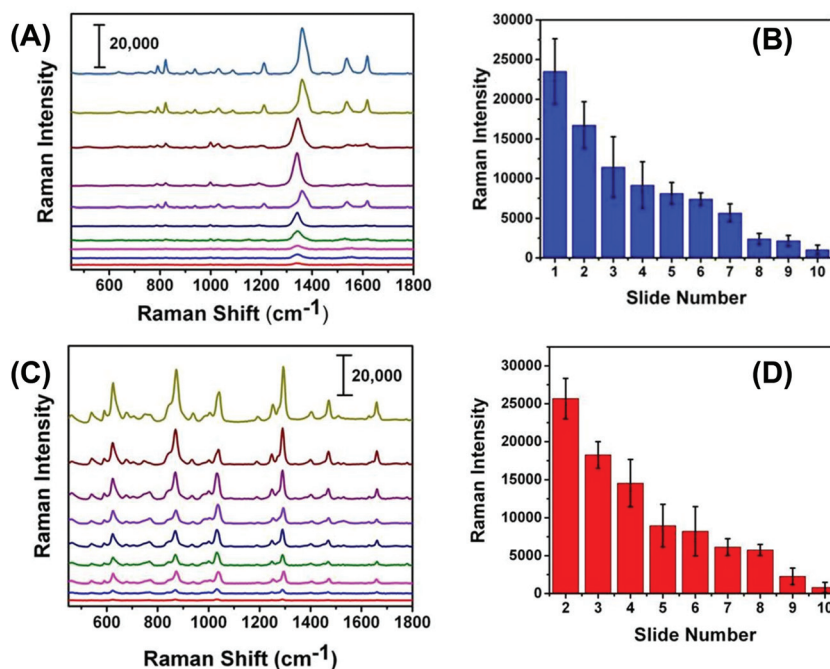 (A)
20,000
Raman Intensity
600 800 1000 1200 1400 1600 1800
Raman Shift (cm-1)
(B)
30000
25000
20000
15000
10000
5000
0
Raman Intensity
1 2 3 4 5 6 7 8 9 10
Slide Number
(C)
20,000
Raman Intensity
600 800 1000 1200 1400 1600 1800
Raman Shift (cm-1)
(D)
30000
25000
20000
15000
10000
5000
0
Raman Intensity
2 3 4 5 6 7 8 9 10
Slide Number